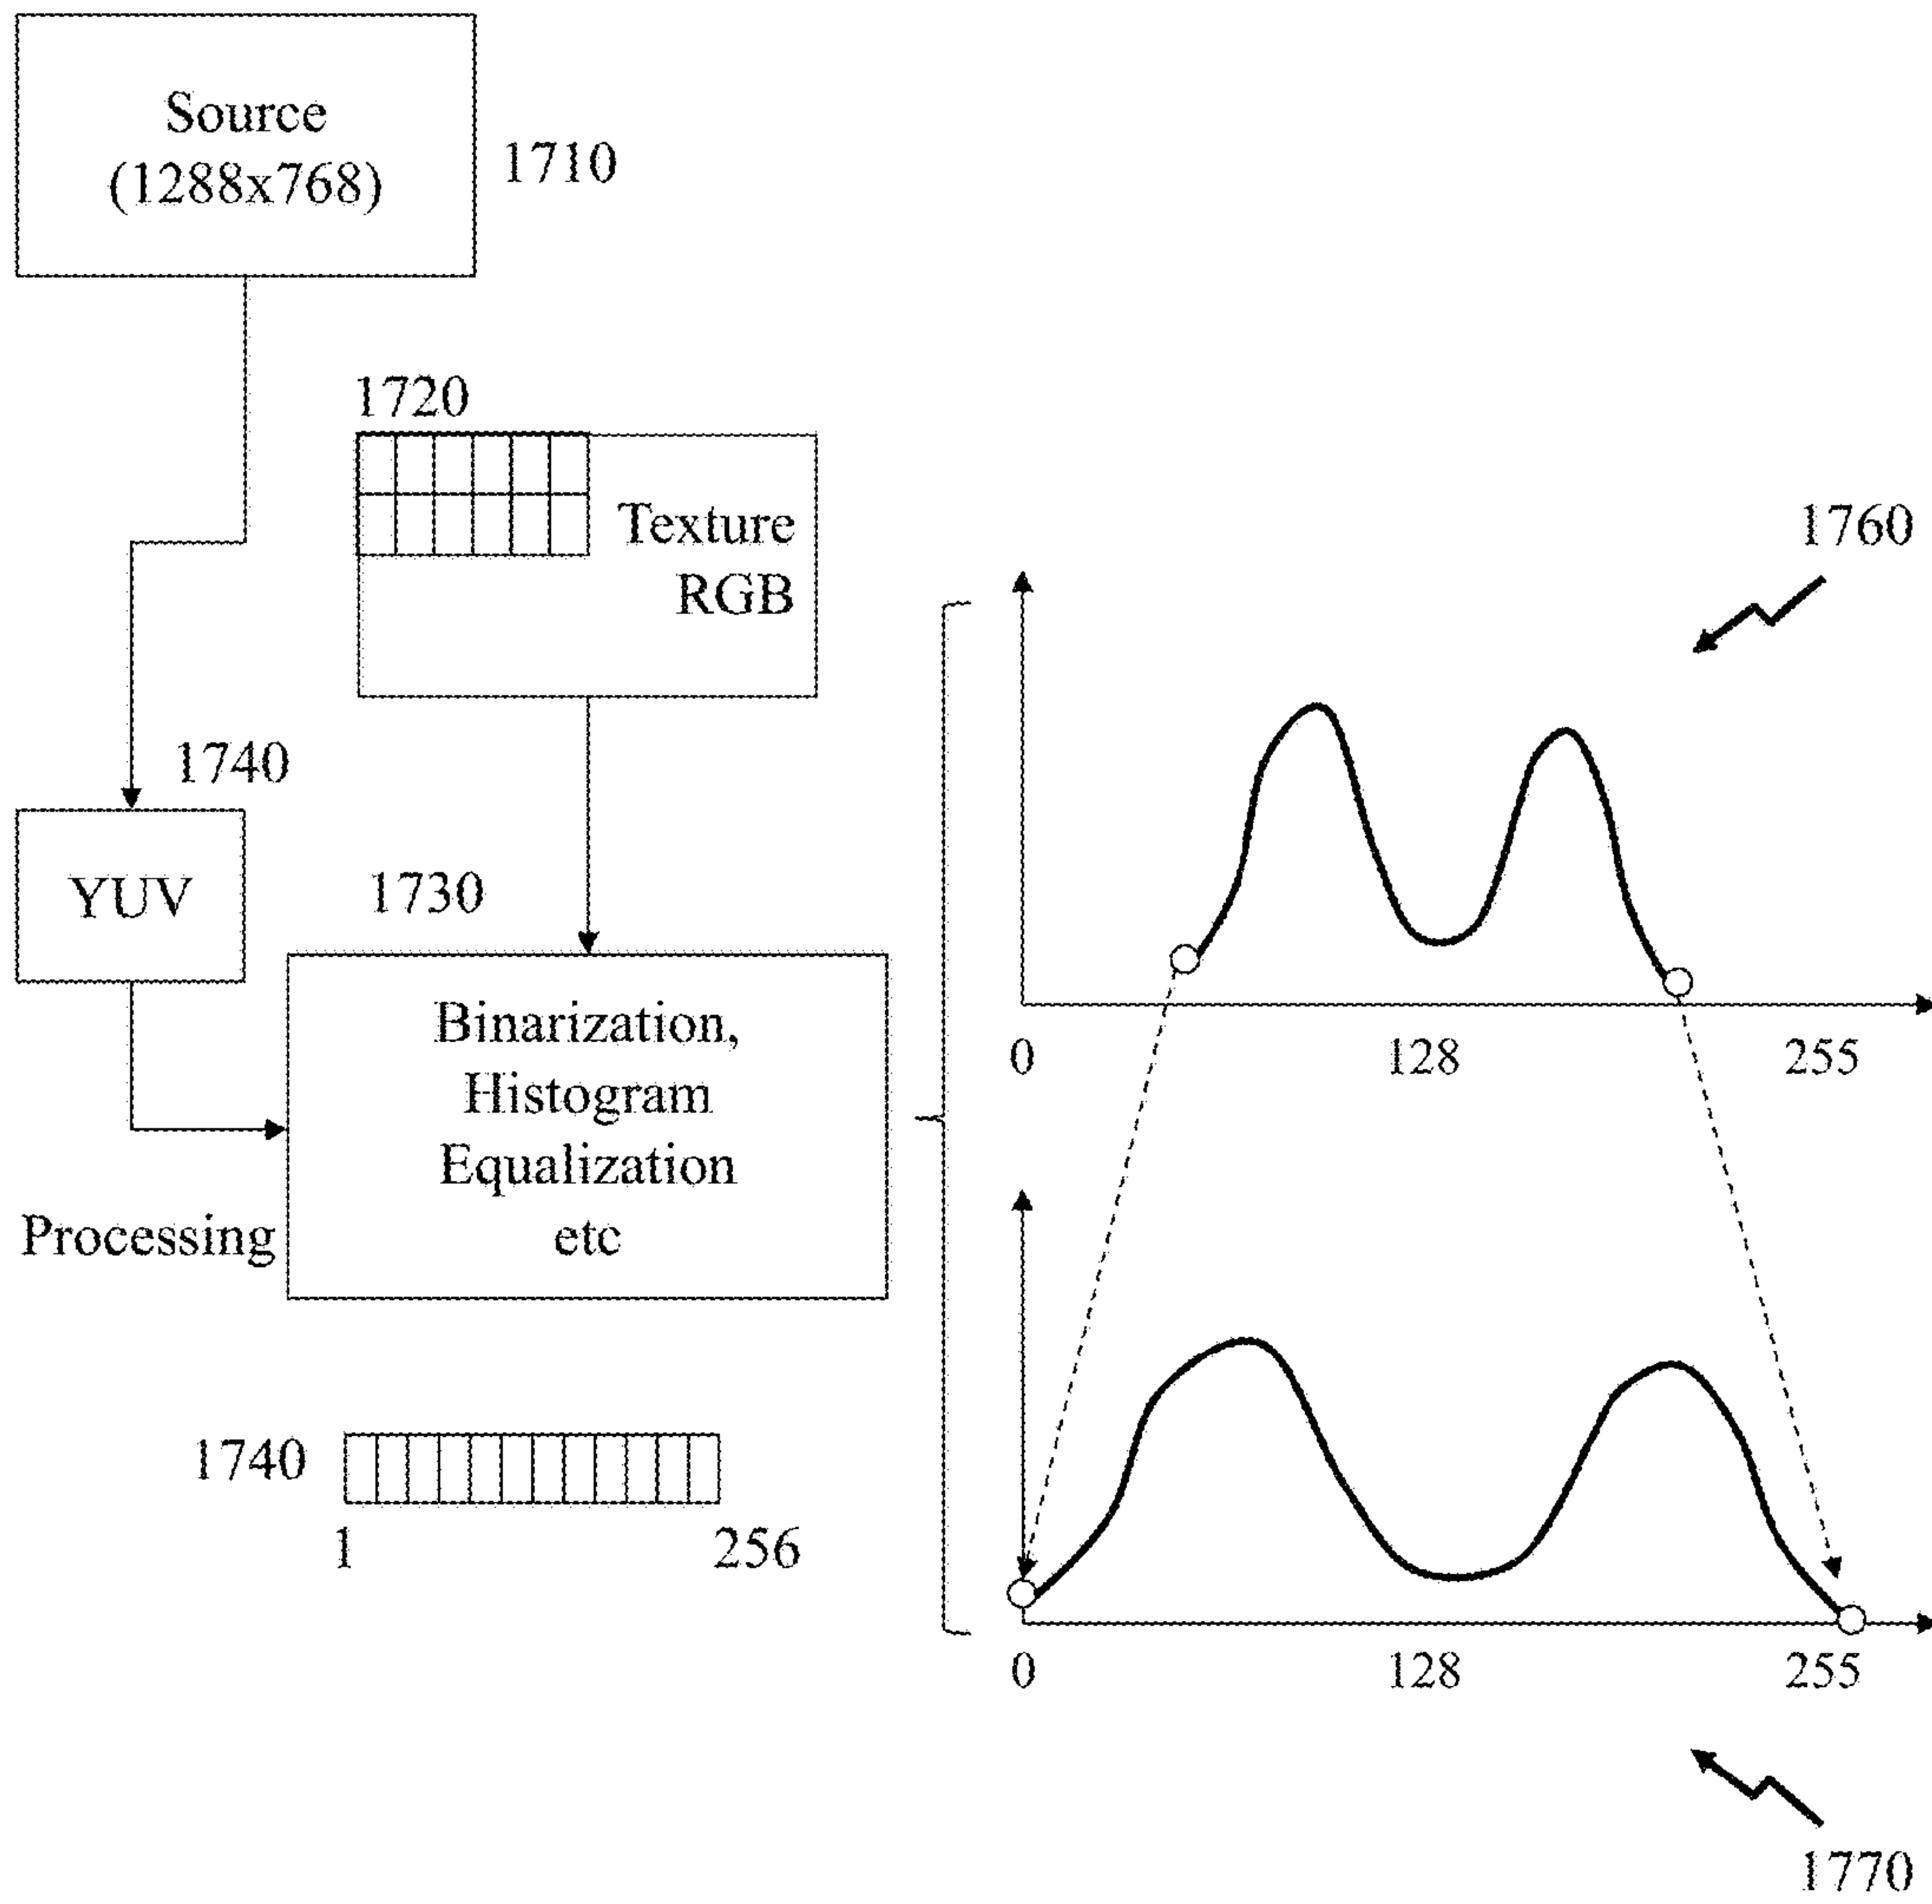 Source
(1288x768)
1710
1720
Texture
RGB
1760
1740
YUV
1730
0
128
255
Binarization,
Histogram
Equalization
etc
Processing
1740
1
256
0
128
255
1770